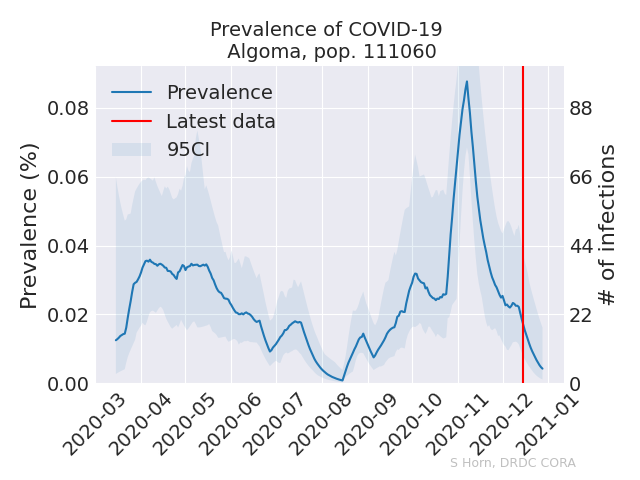 Prevalence of COVID-19
Algoma, pop. 111060
Prevalence
Latest data
95CI
Prevalence (%)
0.08
0.06
0.04
0.02
0.00
88
66
44
22
0
# of infections
2020-03
2020-04
2020-05
2020-06
2020-07
2020-08
2020-09
2020-10
2020-11
2020-12
2021-01
S Horn, DRDC CORA